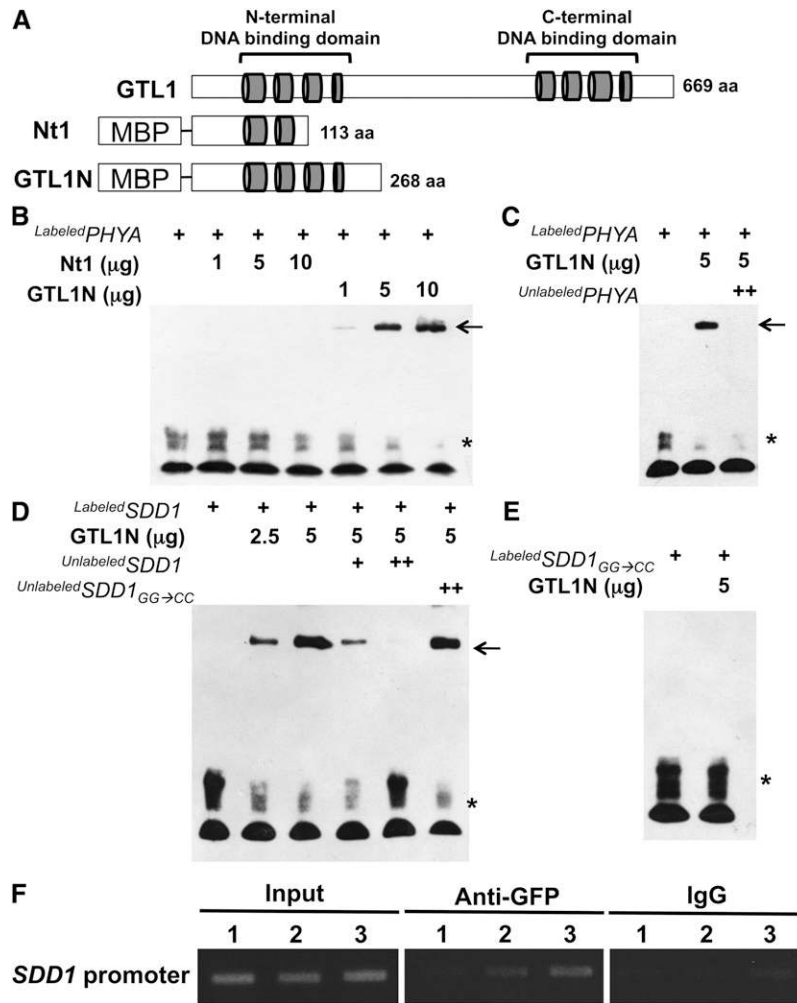 A
N-terminal DNA binding domain
C-terminal DNA binding domain
GTL1
669 aa
Nt1
MBP
113 aa
GTL1N
MBP
268 aa
B
LabeledPHYA + + + + + + +
Nt1 (µg) 1 5 10
GTL1N (µg) 1 5 10
*
C
LabeledPHYA + + +
GTL1N (µg) 5 5
UnlabeledPHYA ++
*
D
LabeledSDD1 + + + + + +
GTL1N (µg) 2.5 5 5 5 5
UnlabeledSDD1 + ++
UnlabeledSDD1GG→CC ++
*
E
LabeledSDD1GG→CC + +
GTL1N (µg) 5
*
F
Input Anti-GFP IgG
1 2 3 1 2 3 1 2 3
SDD1 promoter